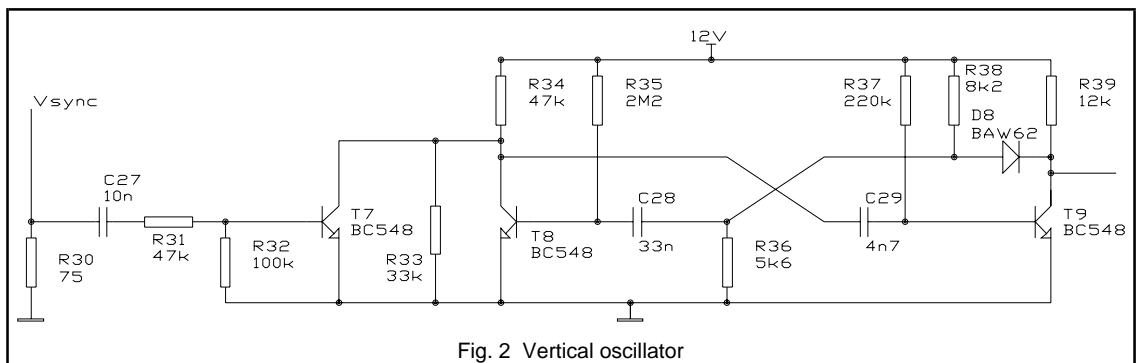 12V
Vsync
C27
10n
R31
47k
R30
75
R32
100k
T7
BC548
R33
33k
R34
47k
T8
BC548
R35
2M2
C28
33n
R36
5k6
C29
4n7
R37
220k
R38
8k2
D8
BAW62
R39
12k
T9
BC548
Fig. 2 Vertical oscillator